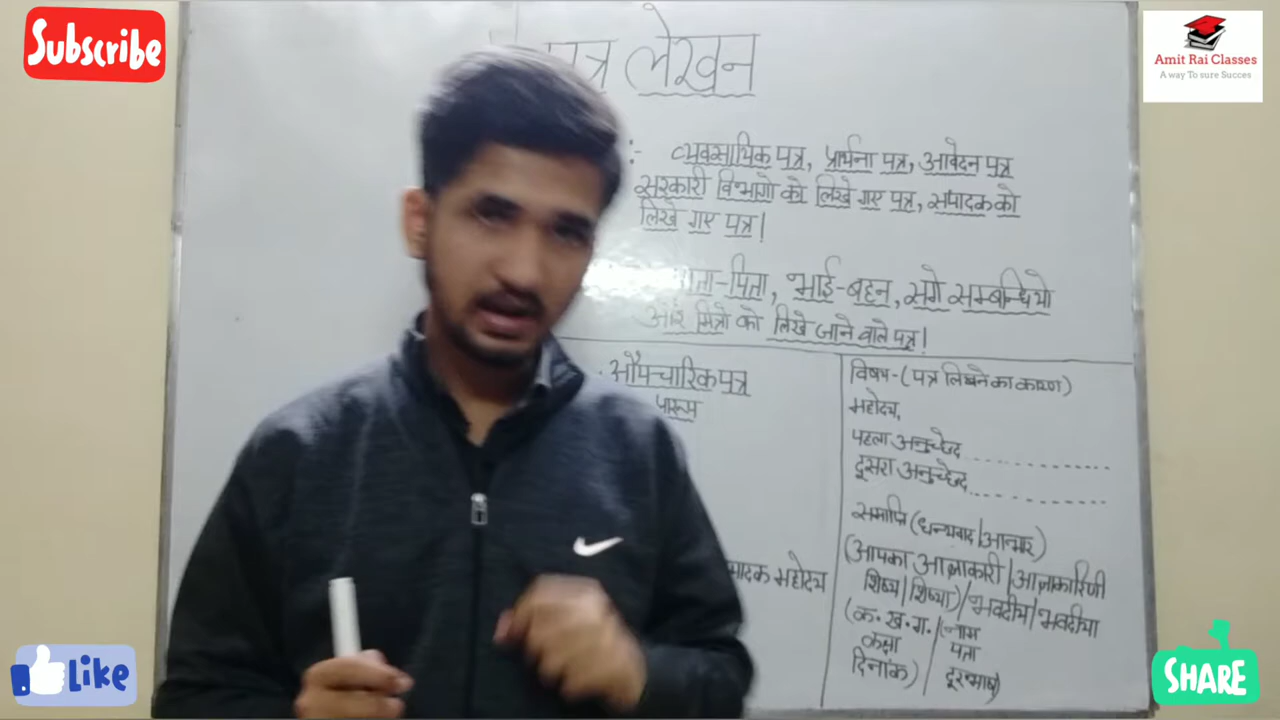 Subscribe
पत्र लेखन
Amit Rai Classes
A way To sure Succes
:- व्यवसायिक पत्र, प्रार्थना पत्र, आवेदन पत्र
सरकारी विभागो को लिखे गए पत्र, संपादक को
लिखे गए पत्र।
पिता, भाई-बहन, सगे सम्बन्धियो
और मित्रो को लिखे जाने वाले पत्र।
औपचारिक पत्र
प्रारूप
महोदय
विषय-(पत्र लिखने का कारण)
महोदय,
पहला अनुच्छेद ..............
दूसरा अनुच्छेद ..............
समाप्ति (धन्यवाद/आभार)
(आपका आज्ञाकारी/आज्ञाकारिणी
शिष्य/शिष्या)/भवदीय/भवदीया
(क.ख.ग./नाम
कक्षा / पता
दिनांक) / दूरभाष)
Like
SHARE